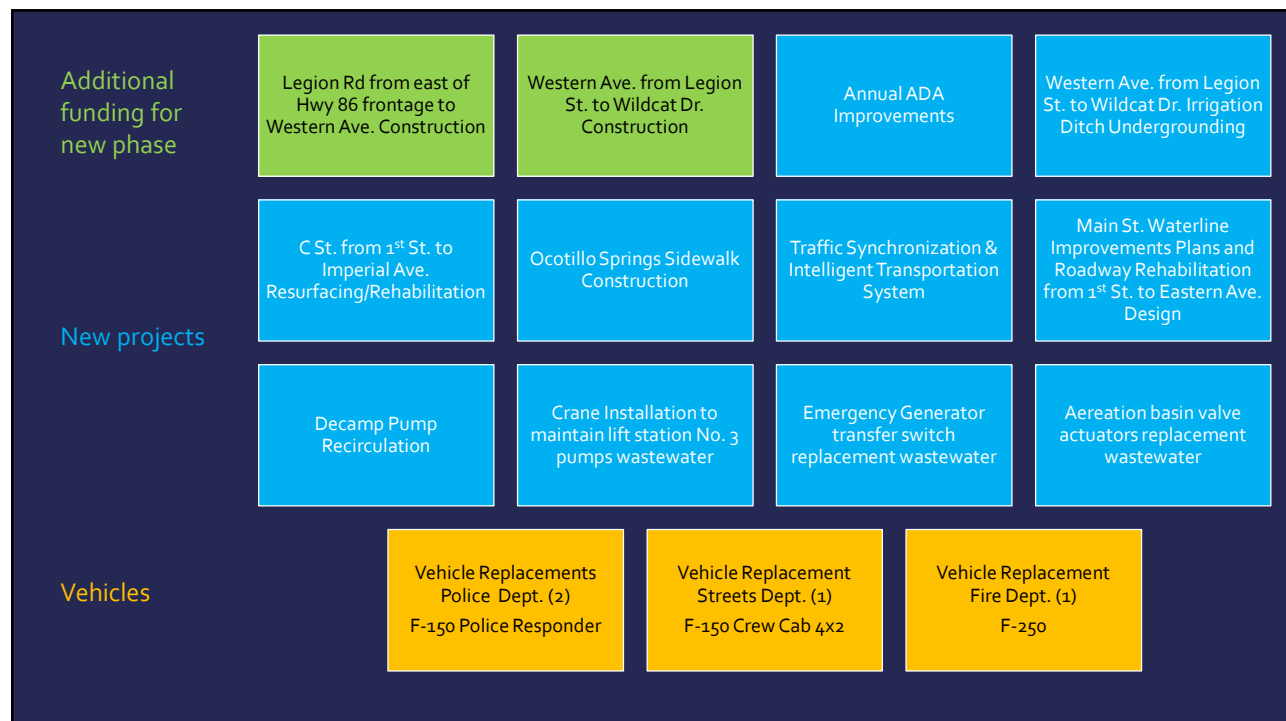 Additional
funding for
new phase
Legion Rd from east of
Hwy 86 frontage to
Western Ave. Construction
Western Ave. from Legion
St. to Wildcat Dr.
Construction
Annual ADA
Improvements
Western Ave. from Legion
St. to Wildcat Dr. Irrigation
Ditch Undergrounding
New projects
C St. from 1st St. to
Imperial Ave.
Resurfacing/Rehabilitation
Ocotillo Springs Sidewalk
Construction
Traffic Synchronization &
Intelligent Transportation
System
Main St. Waterline
Improvements Plans and
Roadway Rehabilitation
from 1st St. to Eastern Ave.
Design
Decamp Pump
Recirculation
Crane Installation to
maintain lift station No. 3
pumps wastewater
Emergency Generator
transfer switch
replacement wastewater
Aereation basin valve
actuators replacement
wastewater
Vehicles
Vehicle Replacements
Police Dept. (2)
F-150 Police Responder
Vehicle Replacement
Streets Dept. (1)
F-150 Crew Cab 4x2
Vehicle Replacement
Fire Dept. (1)
F-250